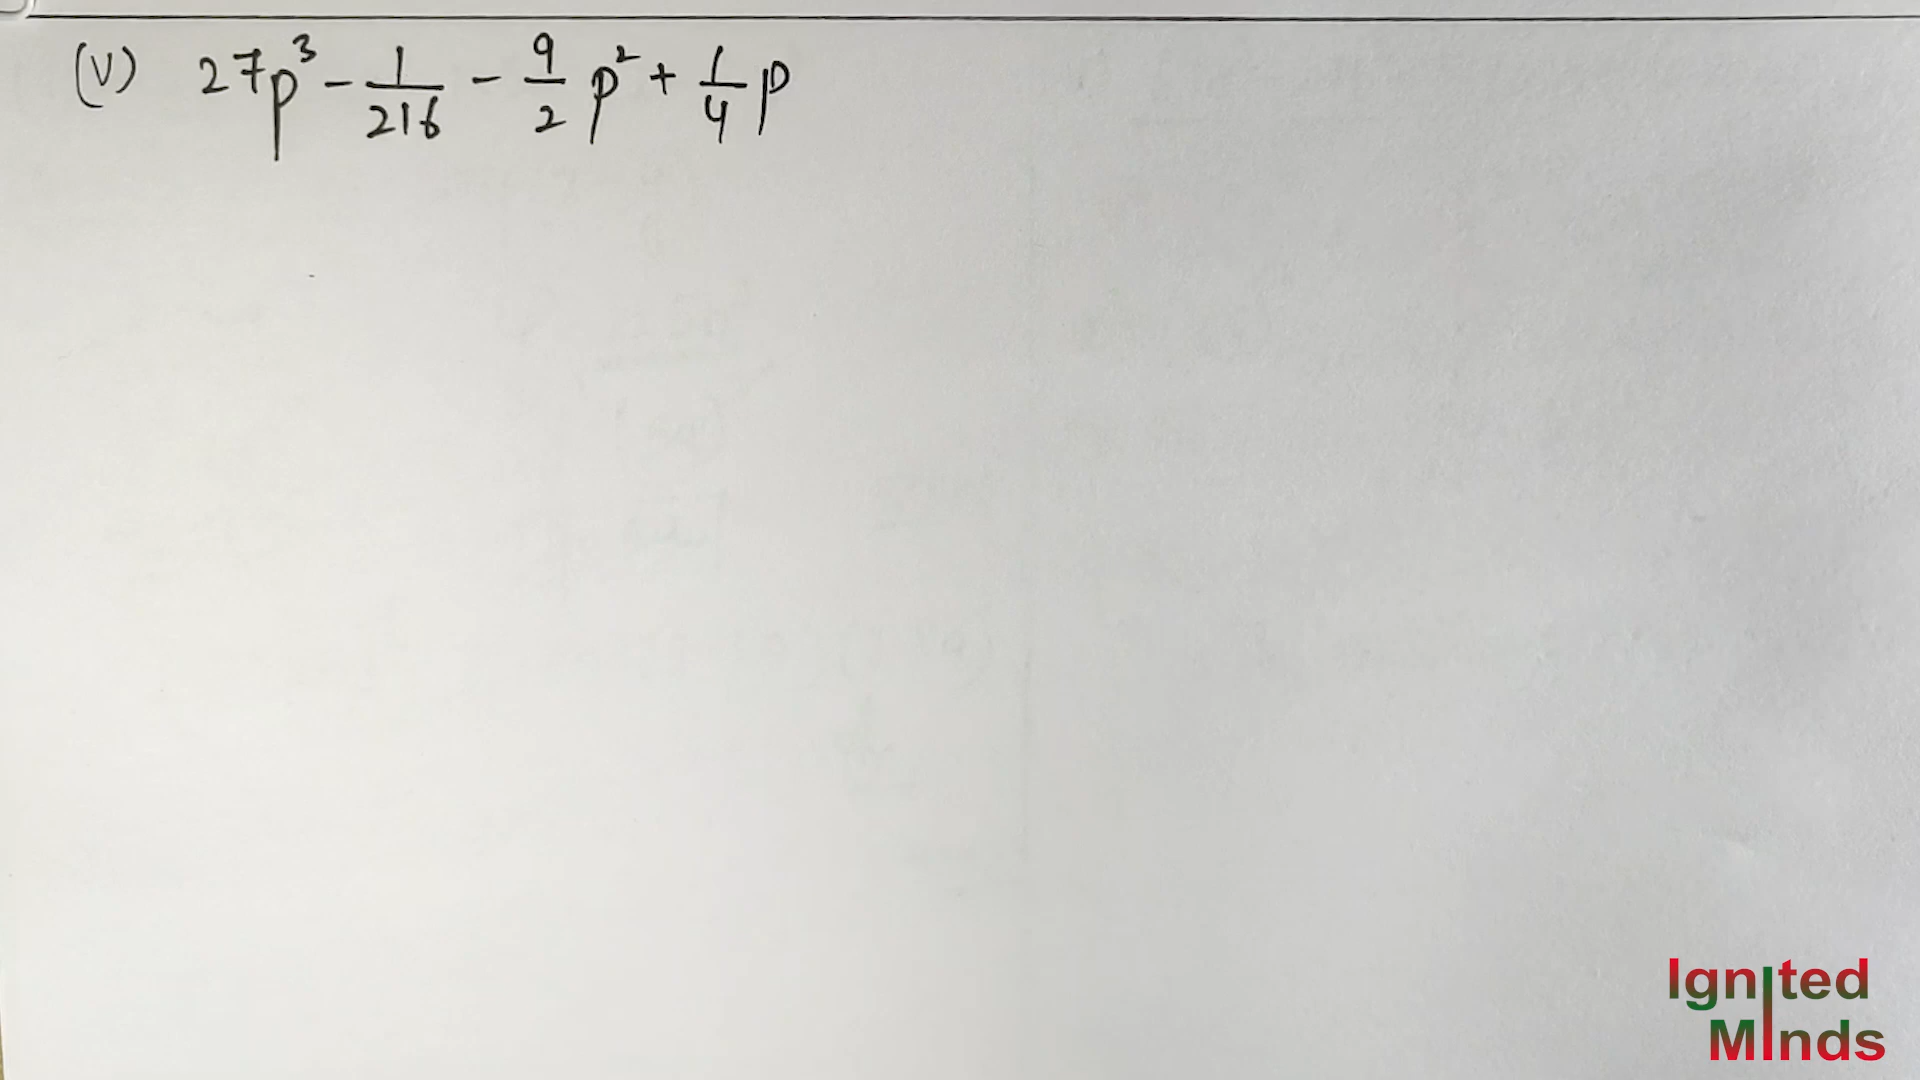 (V) 27p³ - 1/216 - 9/2 p² + 1/4 p
Ignited
Minds